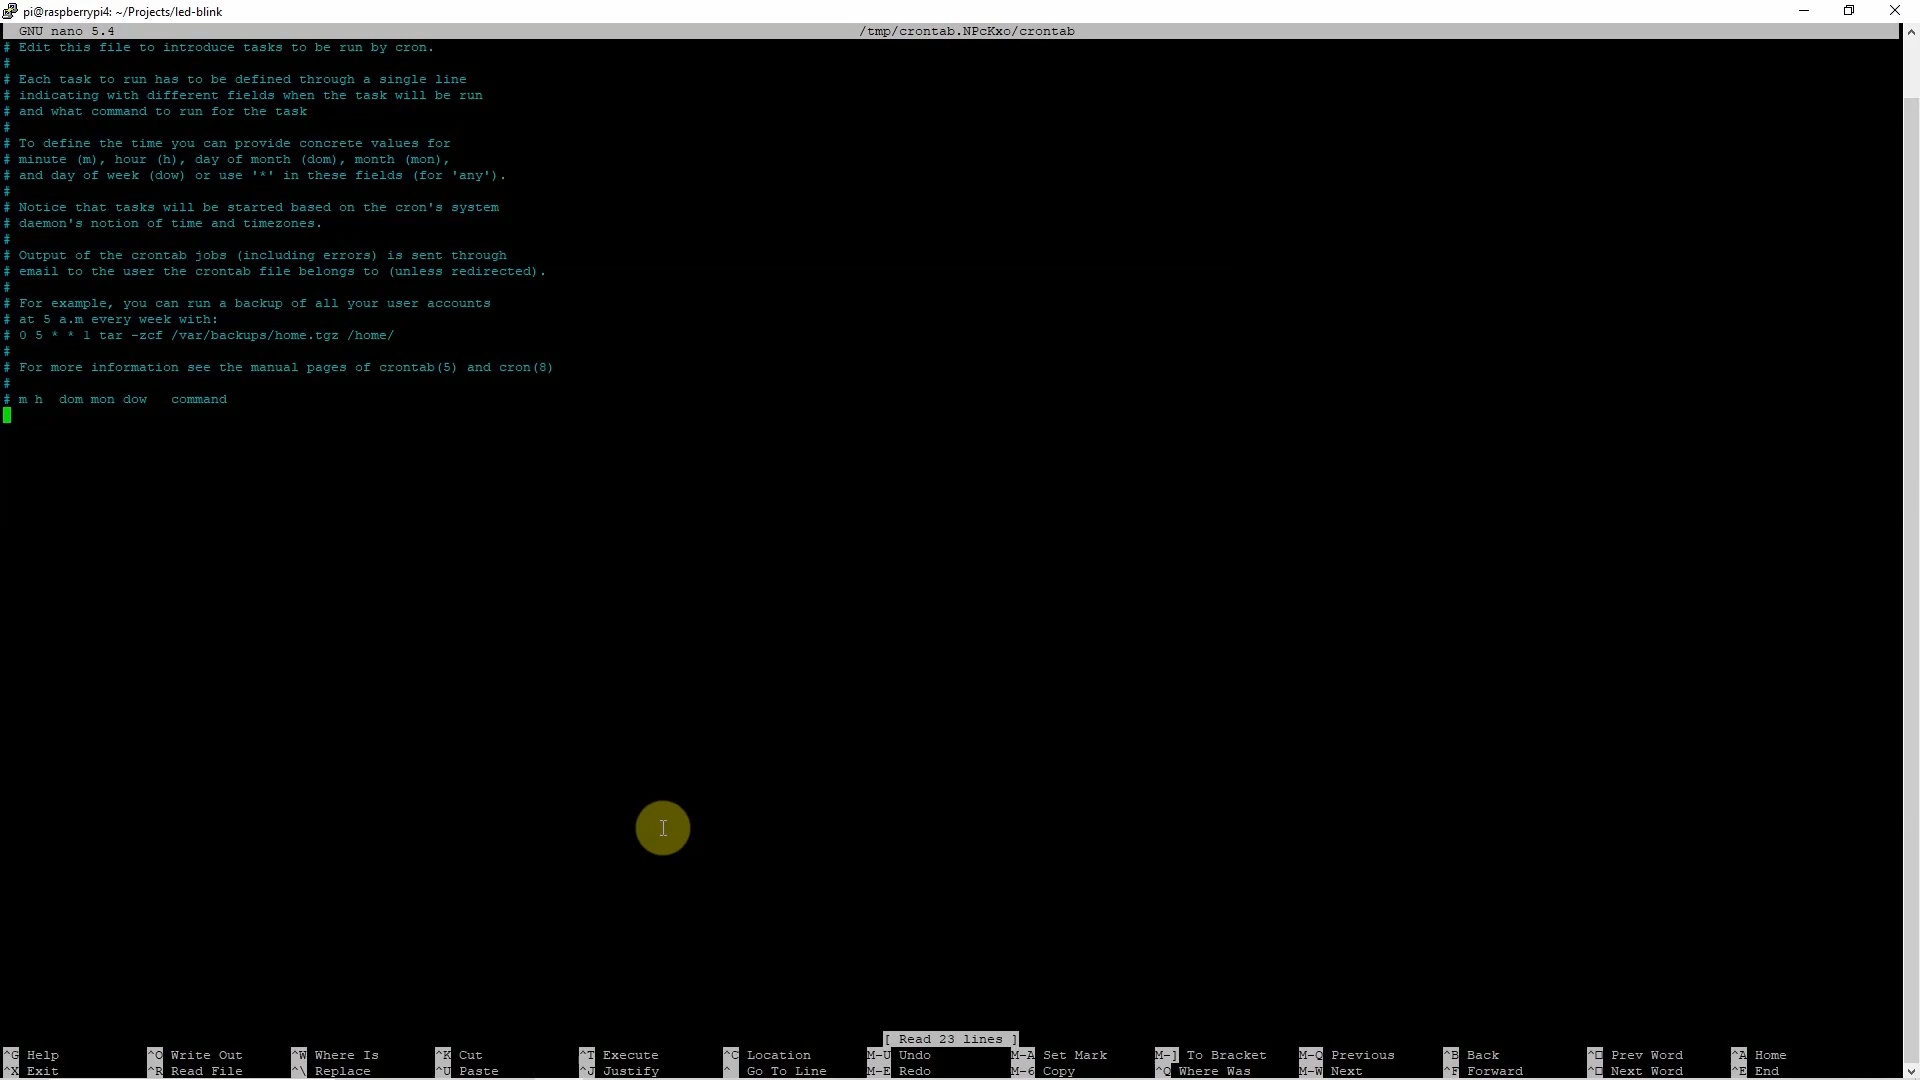 pi@raspberrypi4: ~/Projects/led-blink
GNU nano 5.4 /tmp/crontab.NPcKxo/crontab
# Edit this file to introduce tasks to be run by cron.
#
# Each task to run has to be defined through a single line
# indicating with different fields when the task will be run
# and what command to run for the task
#
# To define the time you can provide concrete values for
# minute (m), hour (h), day of month (dom), month (mon),
# and day of week (dow) or use '*' in these fields (for 'any').
#
# Notice that tasks will be started based on the cron's system
# daemon's notion of time and timezones.
#
# Output of the crontab jobs (including errors) is sent through
# email to the user the crontab file belongs to (unless redirected).
#
# For example, you can run a backup of all your user accounts
# at 5 a.m every week with:
# 0 5 * * 1 tar -zcf /var/backups/home.tgz /home/
#
# For more information see the manual pages of crontab(5) and cron(8)
#
# m h  dom mon dow   command
[ Read 23 lines ]
^G Help ^O Write Out ^W Where Is ^K Cut ^T Execute ^C Location M-U Undo M-A Set Mark M-] To Bracket M-Q Previous ^B Back ^□ Prev Word ^A Home
^X Exit ^R Read File ^\ Replace ^U Paste ^J Justify ^ Go To Line M-E Redo M-6 Copy ^Q Where Was M-W Next ^F Forward ^□ Next Word ^E End